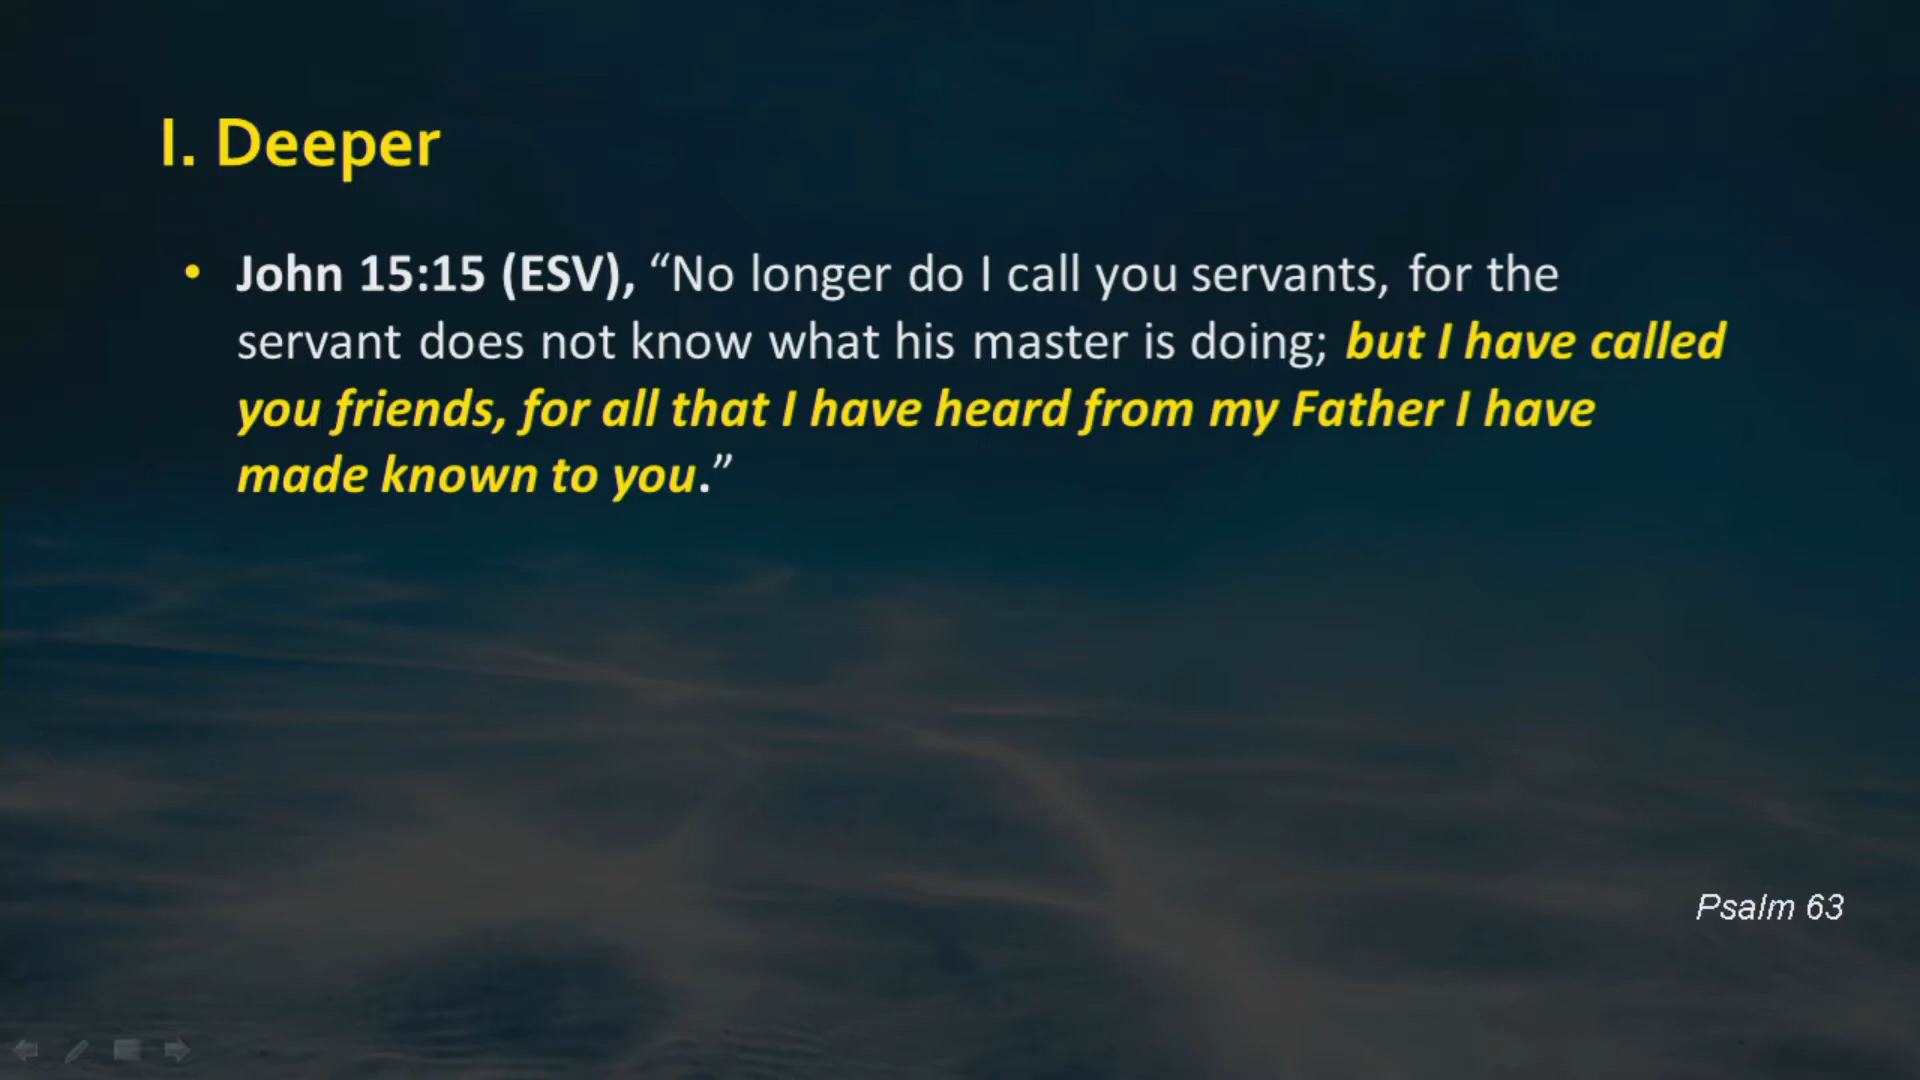 I. Deeper
• John 15:15 (ESV), “No longer do I call you servants, for the
servant does not know what his master is doing; but I have called
you friends, for all that I have heard from my Father I have
made known to you.”
Psalm 63